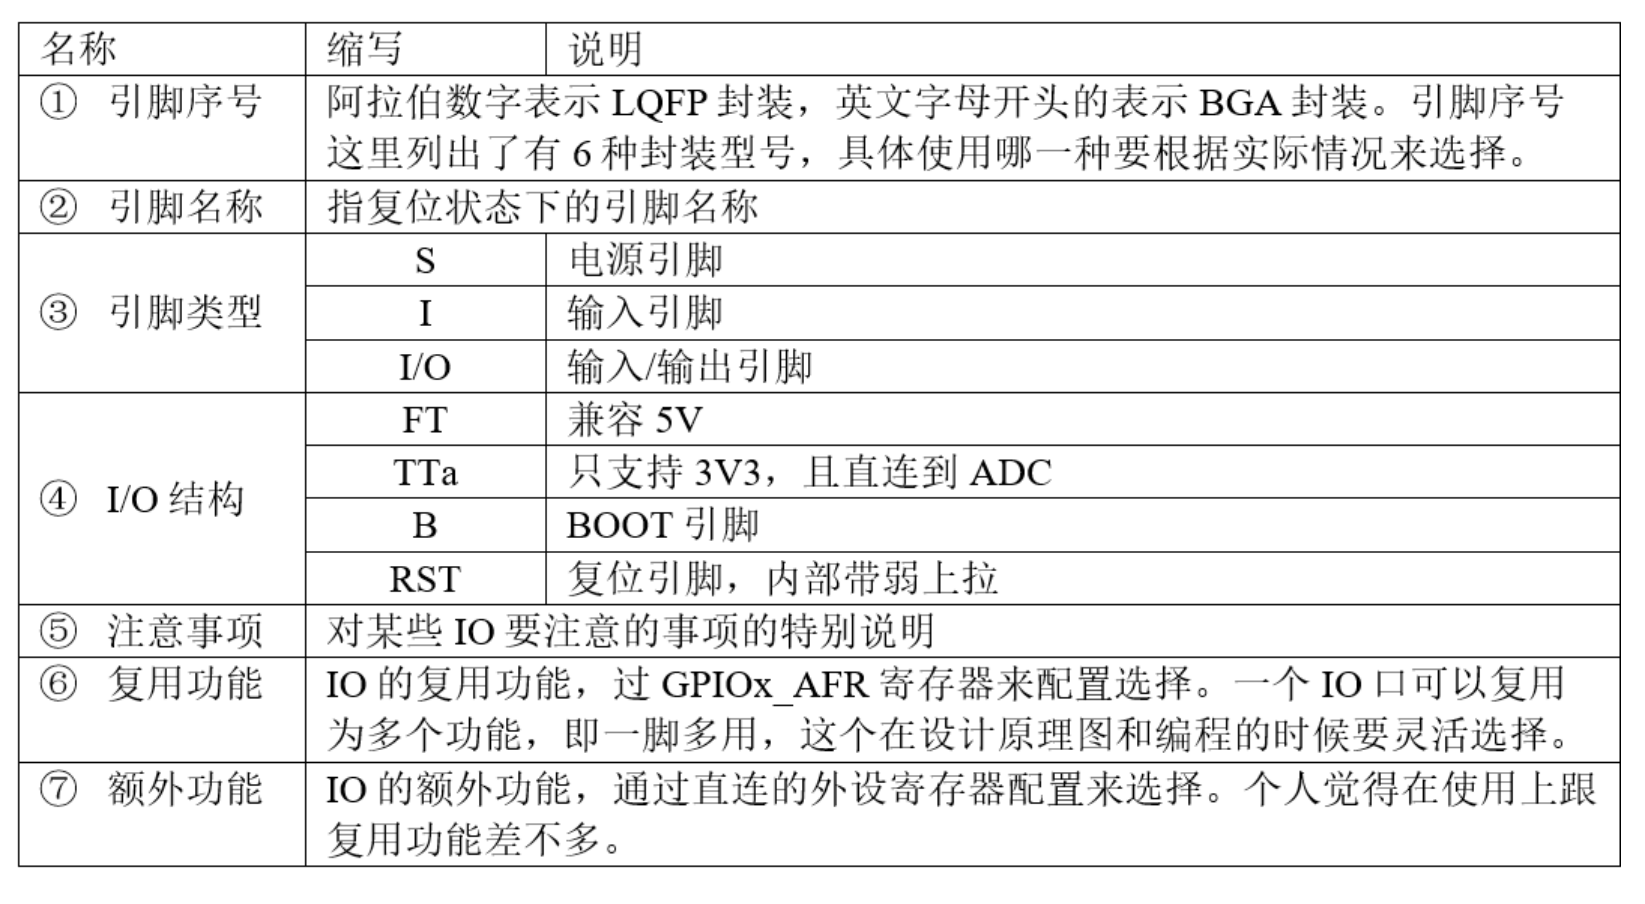 名称 缩写 说明
① 引脚序号 阿拉伯数字表示 LQFP 封装，英文字母开头的表示 BGA 封装。引脚序号
这里列出了有 6 种封装型号，具体使用哪一种要根据实际情况来选择。
② 引脚名称 指复位状态下的引脚名称
③ 引脚类型
S 电源引脚
I 输入引脚
I/O 输入/输出引脚
④ I/O 结构
FT 兼容 5V
TTa 只支持 3V3，且直连到 ADC
B BOOT 引脚
RST 复位引脚，内部带弱上拉
⑤ 注意事项 对某些 IO 要注意的事项的特别说明
⑥ 复用功能 IO 的复用功能，过 GPIOx_AFR 寄存器来配置选择。一个 IO 口可以复用
为多个功能，即一脚多用，这个在设计原理图和编程的时候要灵活选择。
⑦ 额外功能 IO 的额外功能，通过直连的外设寄存器配置来选择。个人觉得在使用上跟
复用功能差不多。